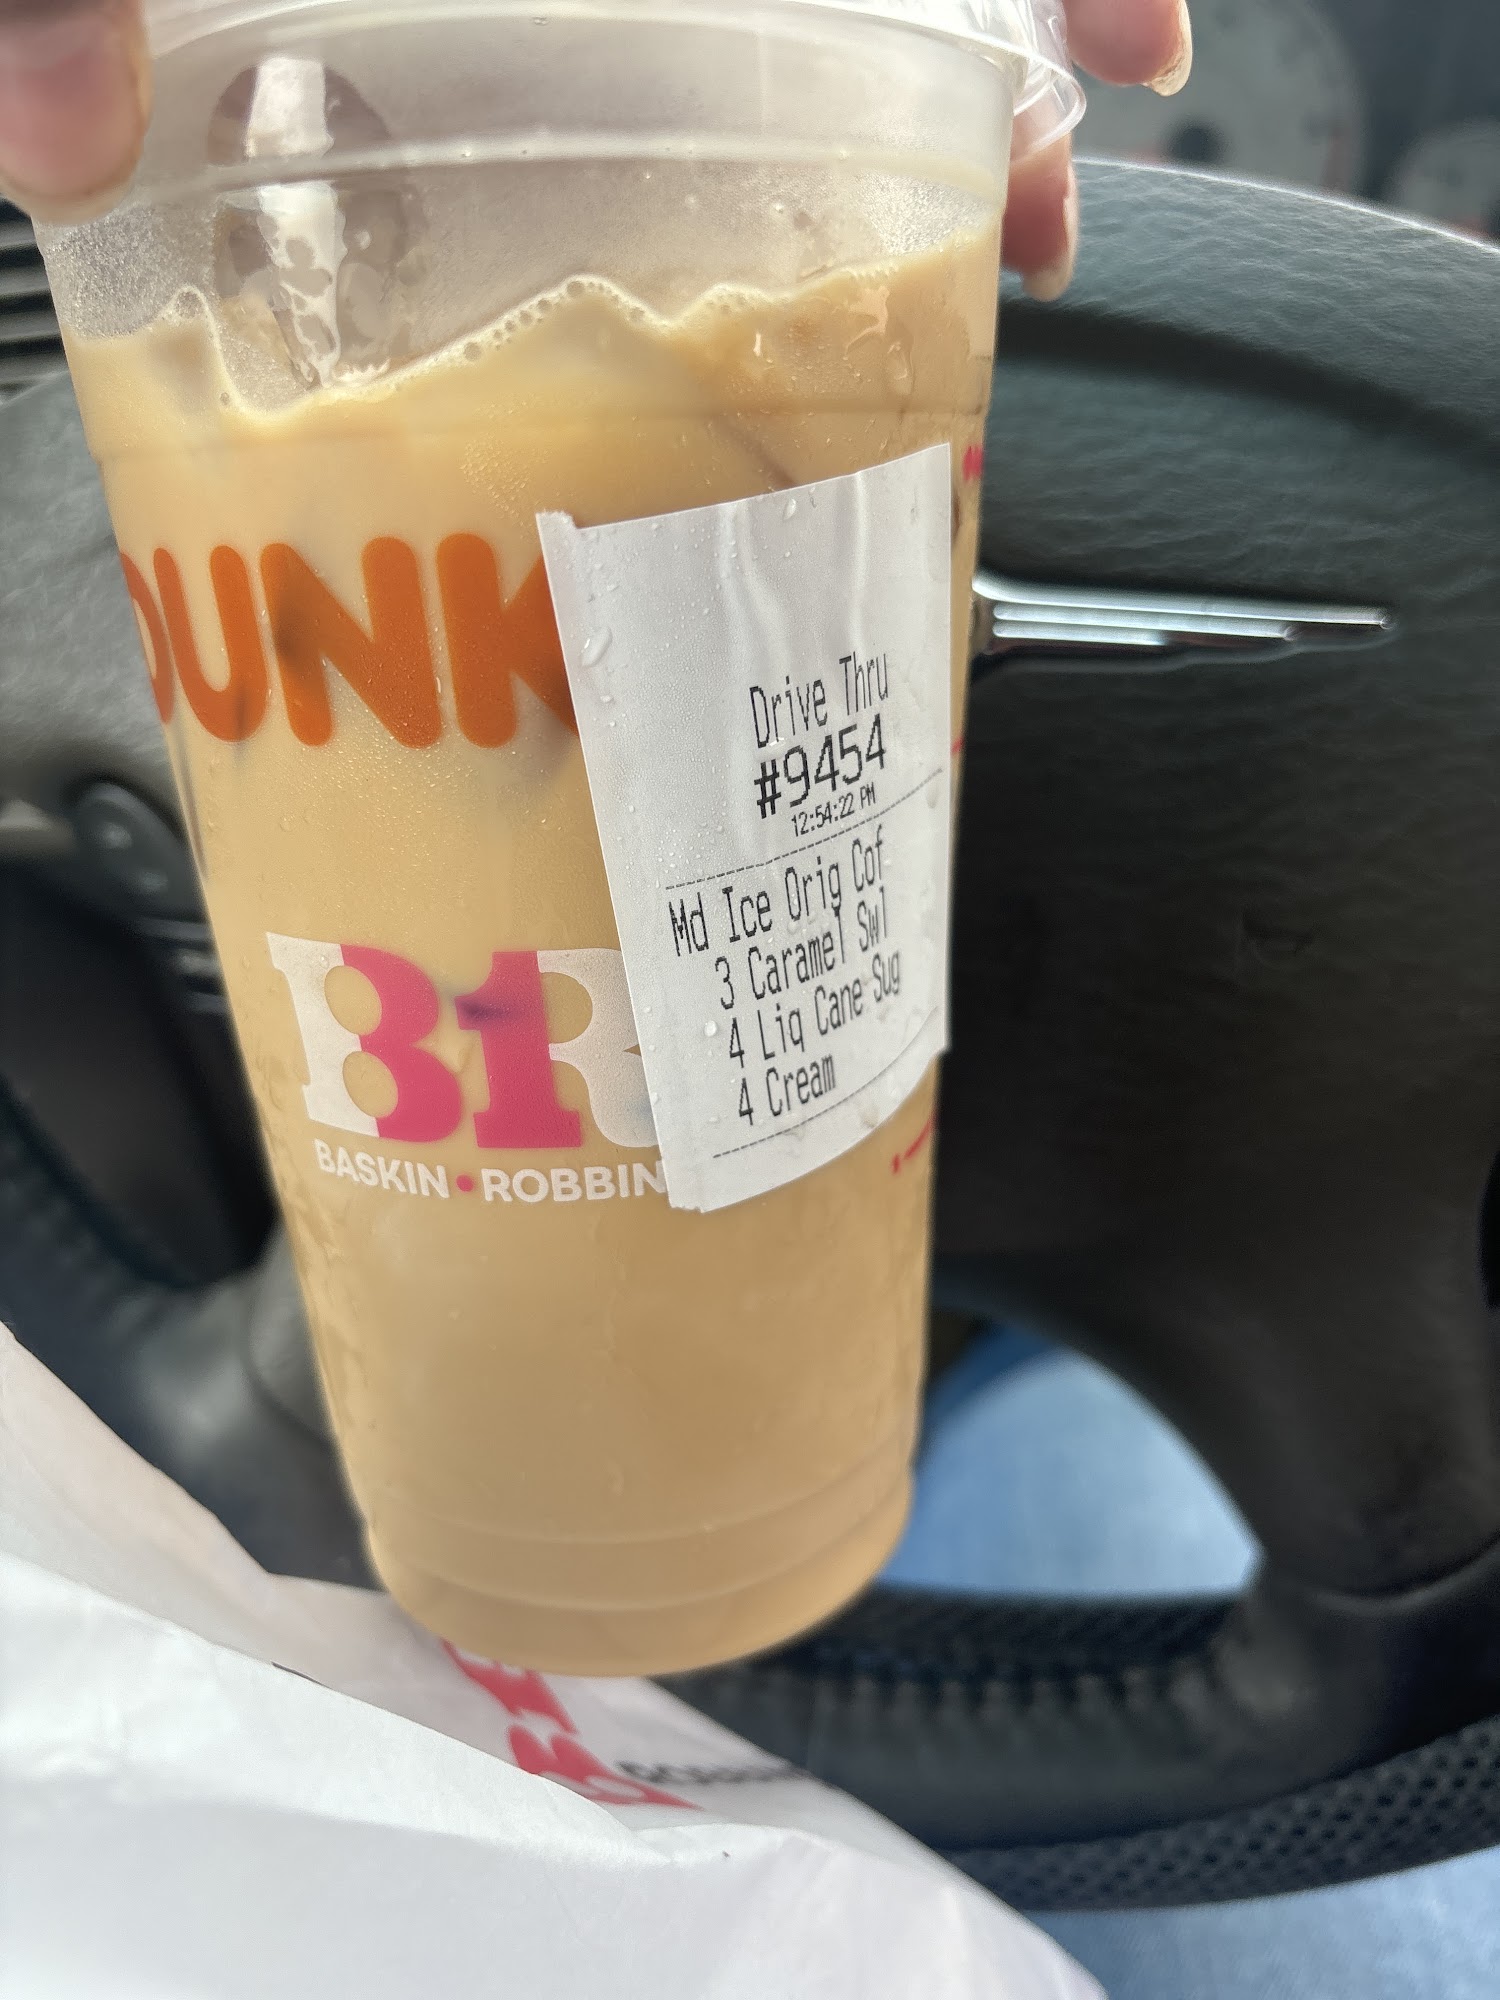 DUNK
Drive Thru
#9454
12:54:22 PM
Md Ice Orig Cof
3 Caramel Swl
4 Liq Cane Sug
4 Cream
BR
BASKIN•ROBBIN